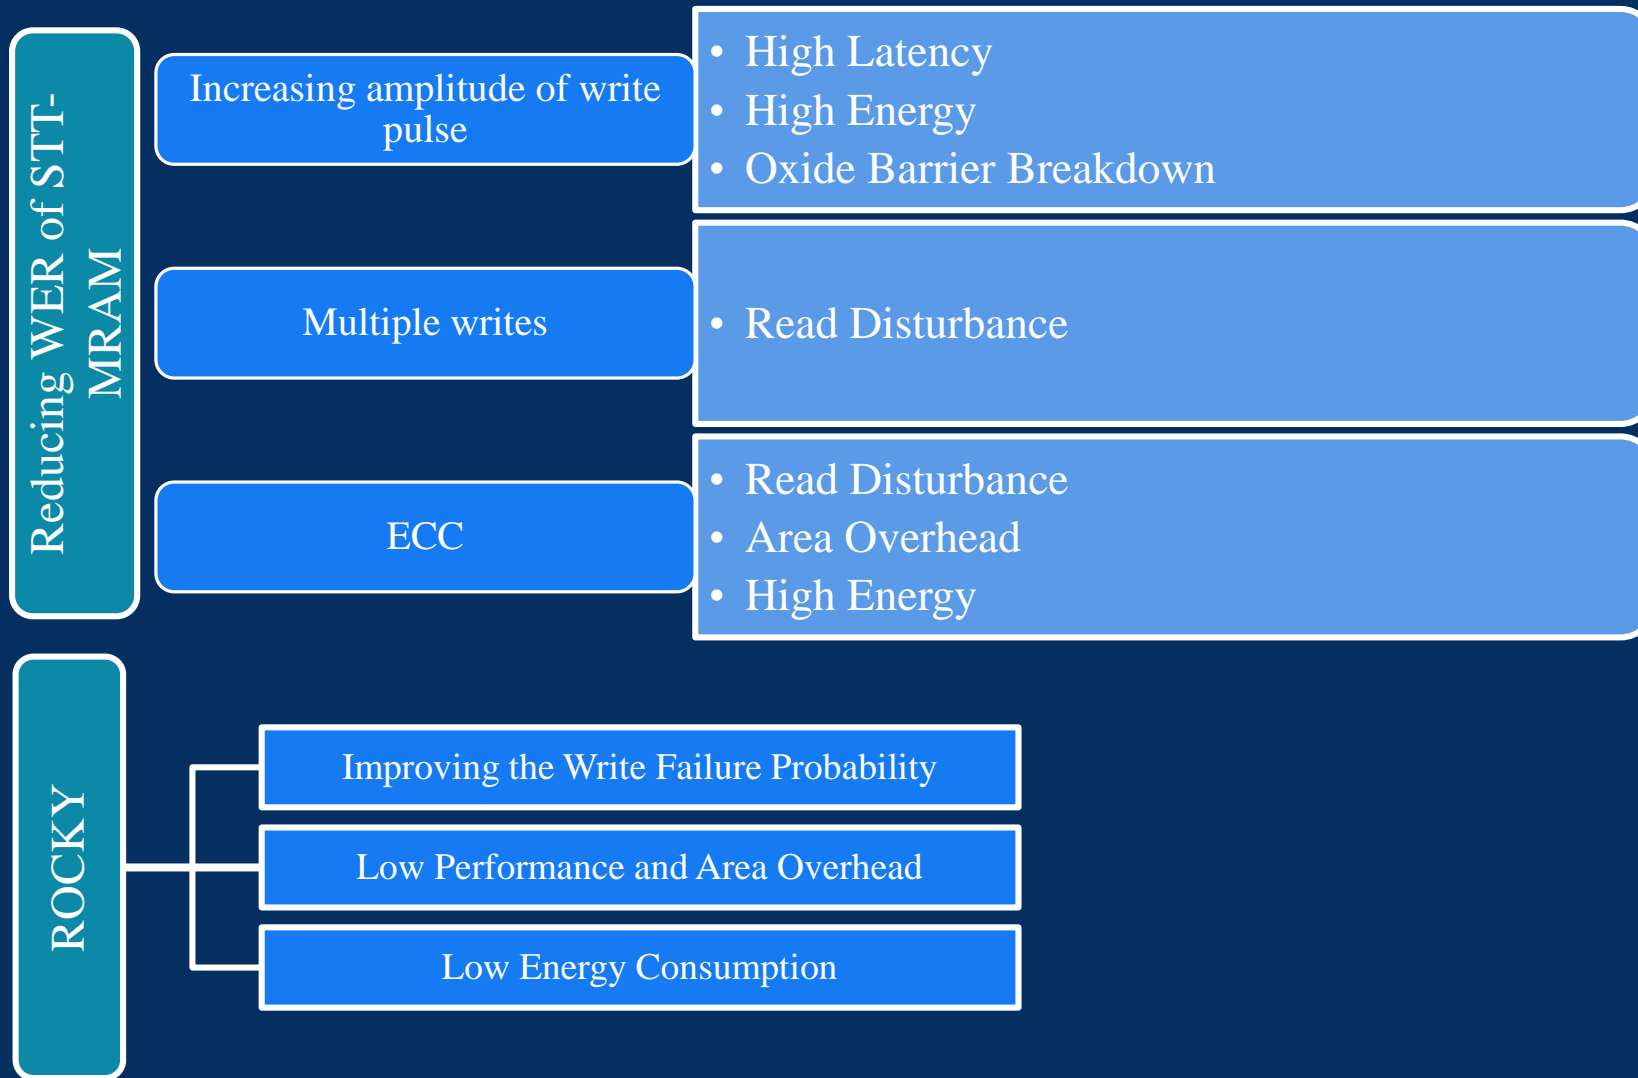 Reducing WER of STT-
MRAM
Increasing amplitude of write
pulse
• High Latency
• High Energy
• Oxide Barrier Breakdown
Multiple writes
• Read Disturbance
ECC
• Read Disturbance
• Area Overhead
• High Energy
ROCKY
Improving the Write Failure Probability
Low Performance and Area Overhead
Low Energy Consumption